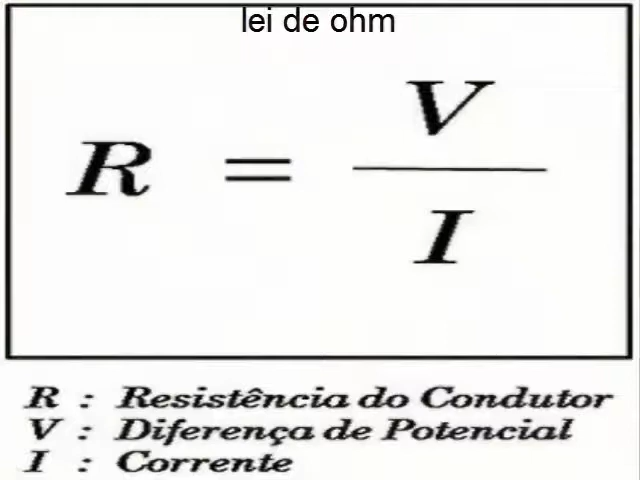 lei de ohm
R = V / I
R : Resistência do Condutor
V : Diferença de Potencial
I : Corrente